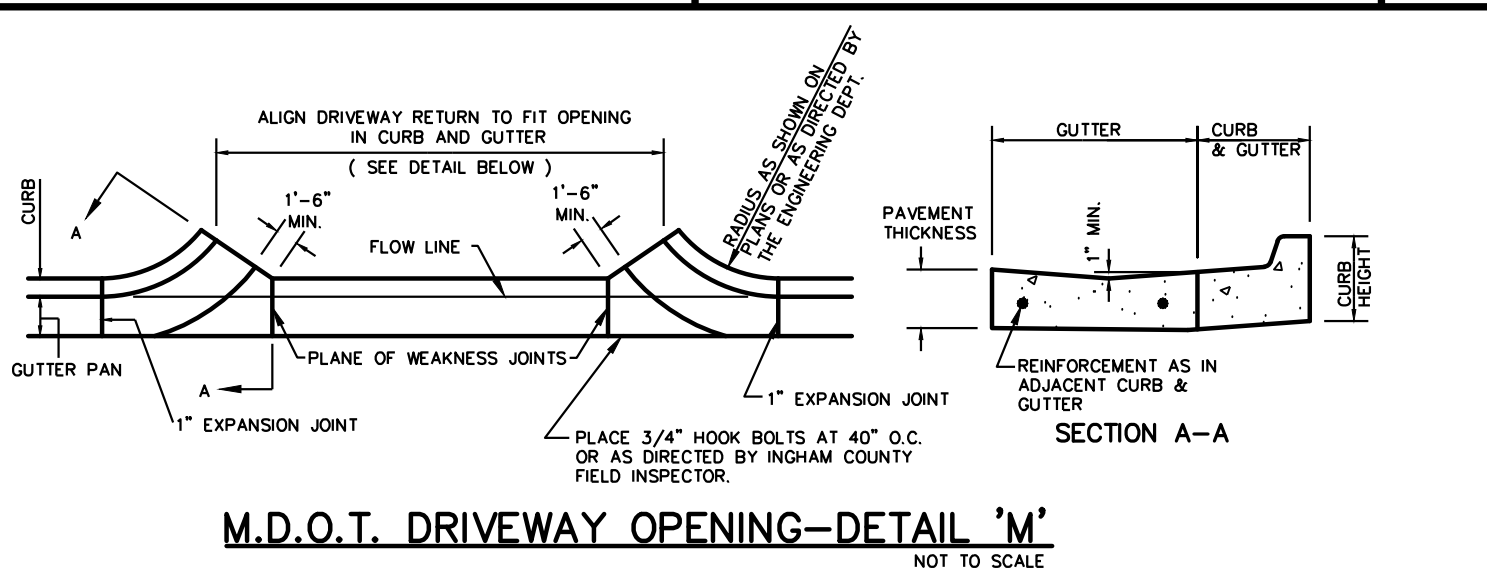 ALIGN DRIVEWAY RETURN TO FIT OPENING
IN CURB AND GUTTER
( SEE DETAIL BELOW )
RADIUS AS SHOWN ON
PLANS OR AS DIRECTED BY
THE ENGINEERING DEPT.
CURB
A
1'-6"
MIN.
1'-6"
MIN.
FLOW LINE
GUTTER PAN
PLANE OF WEAKNESS JOINTS
A
1" EXPANSION JOINT
1" EXPANSION JOINT
PLACE 3/4" HOOK BOLTS AT 40" O.C.
OR AS DIRECTED BY INGHAM COUNTY
FIELD INSPECTOR.
GUTTER
CURB
& GUTTER
PAVEMENT
THICKNESS
1" MIN.
CURB
HEIGHT
REINFORCEMENT AS IN
ADJACENT CURB &
GUTTER
SECTION A-A
M.D.O.T. DRIVEWAY OPENING-DETAIL 'M'
NOT TO SCALE